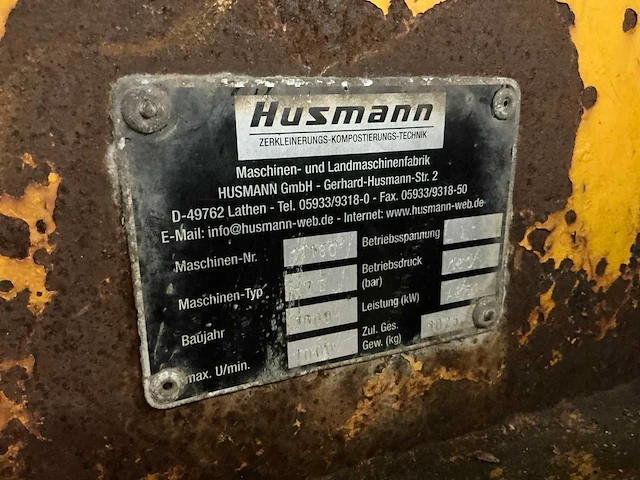 Husmann
ZERKLEINERUNGS-KOMPOSTIERUNGS-TECHNIK
Maschinen- und Landmaschinenfabrik
HUSMANN GmbH - Gerhard-Husmann-Str. 2
D-49762 Lathen - Tel. 05933/9318-0 - Fax. 05933/9318-50
E-Mail: info@husmann-web.de - Internet: www.husmann-web.de
Maschinen-Nr. Betriebsspannung
Maschinen-Typ Betriebsdruck (bar)
Baujahr Leistung (kW)
max. U/min. Zul. Ges. Gew. (kg)